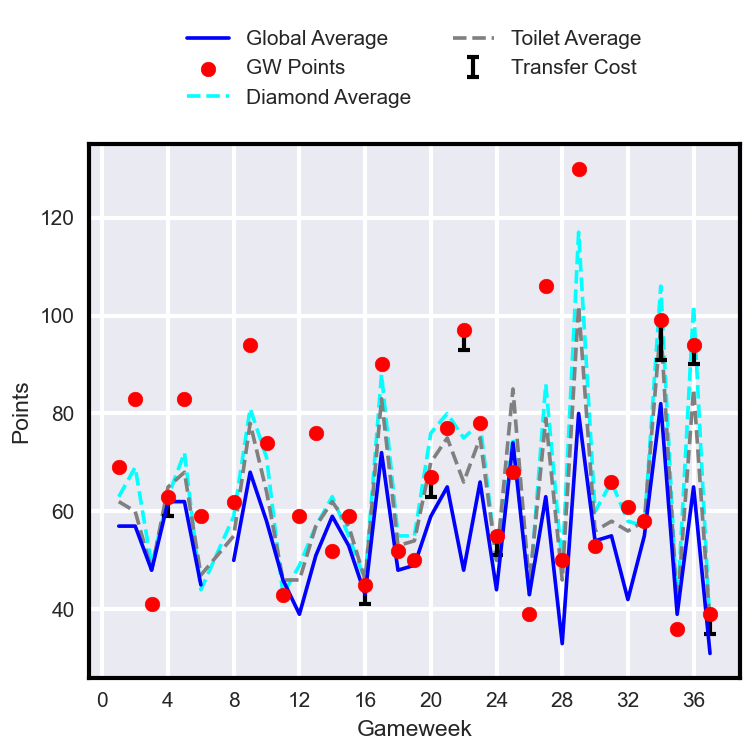 Global Average
GW Points
Diamond Average
Toilet Average
Transfer Cost
Points
120
100
80
60
40
0 4 8 12 16 20 24 28 32 36
Gameweek